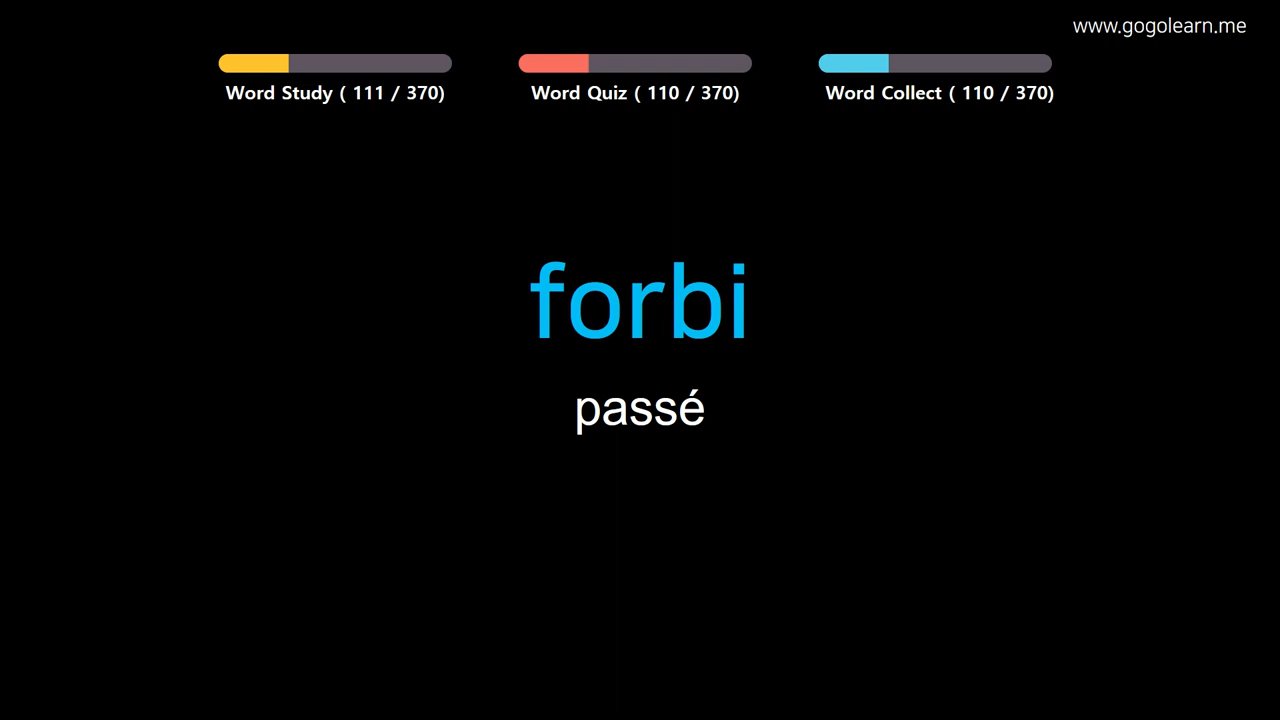 www.gogolearn.me
Word Study ( 111 / 370)
Word Quiz ( 110 / 370)
Word Collect ( 110 / 370)
forbi
passé